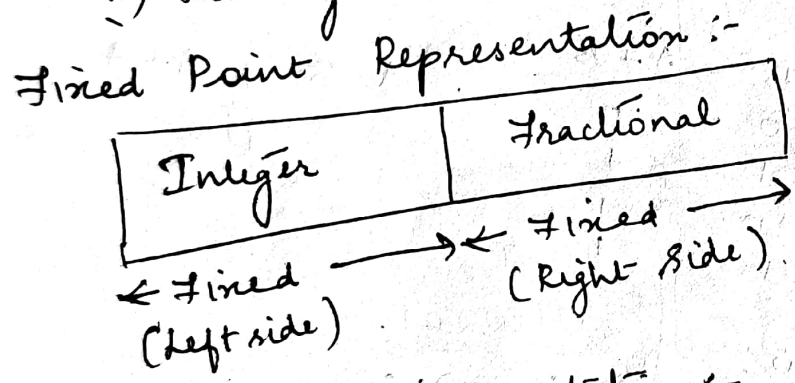 Fixed Point Representation :-
Integer
Fractional
Fixed
(Left side)
Fixed
(Right side)